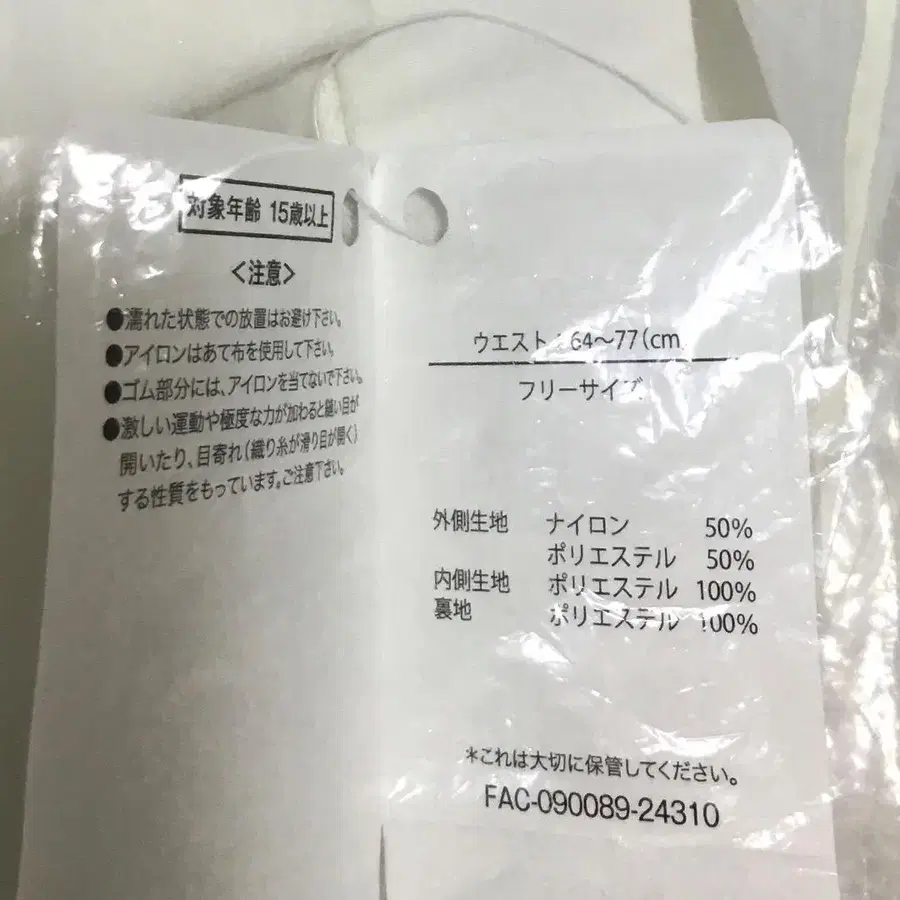 対象年齢 15歳以上
<注意>
●濡れた状態での放置はお避け下さい。
●アイロンはあて布を使用して下さい。
●ゴム部分には、アイロンを当てないで下さい。
●激しい運動や極度な力が加わると縫い目が
開いたり、目寄れ(織り糸が滑り目が開く)
する性質をもっています。ご注意下さい。
ウエスト:64～77(cm
フリーサイズ
外側生地 ナイロン 50%
ポリエステル 50%
内側生地 ポリエステル 100%
裏地 ポリエステル 100%
*これは大切に保管してください。
FAC-090089-24310